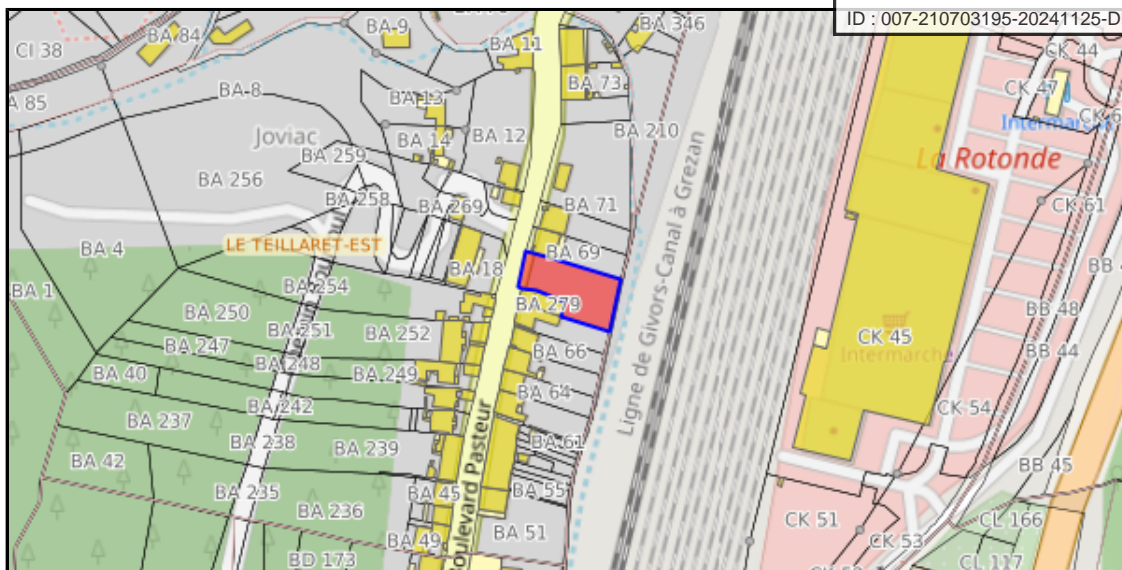 ID : 007-210703195-20241125-D
BA 346
CI 38
BA 84
BA-9
BA 11
CK 44
BA 73
CK 47
A 85
BA-8
BA 13
Intermarché
Joviac
BA 14
BA 12
BA 210
La Rotonde
BA 259
BA 256
BA 258
BA 269
BA 71
CK 61
LE TEILLARET-EST
BA 4
BA 69
BA 18
BA 1
BA 254
BA 279
Ligne de Givors-Canal à Grezan
BA 250
BA 251
BA 252
BB 48
BA 247
BA 248
BA 66
CK 45
BB 44
BA 40
BA 249
Intermarché
BA 64
BA 242
CK 54
BA 237
BA 238
BA 239
BA 61
BA 42
BB 45
BA 235
BA 45
BA 55
BA 236
Boulevard Pasteur
BA 51
CK 51
CL 166
BA 49
CK 53
BD 173
CL 117